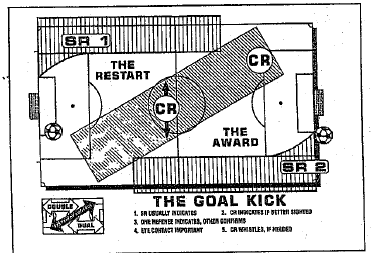 SR 1
THE
RESTART
CR
CR
THE
AWARD
SR 2
THE GOAL KICK
1. SR USUALLY INDICATES 2. CR INDICATES IF BETTER SIGHTED
3. ONE REFEREE INDICATES, OTHER CONFIRMS
4. EYE CONTACT IMPORTANT 5. CR WHISTLES, IF NEEDED
DOUBLE
DUAL